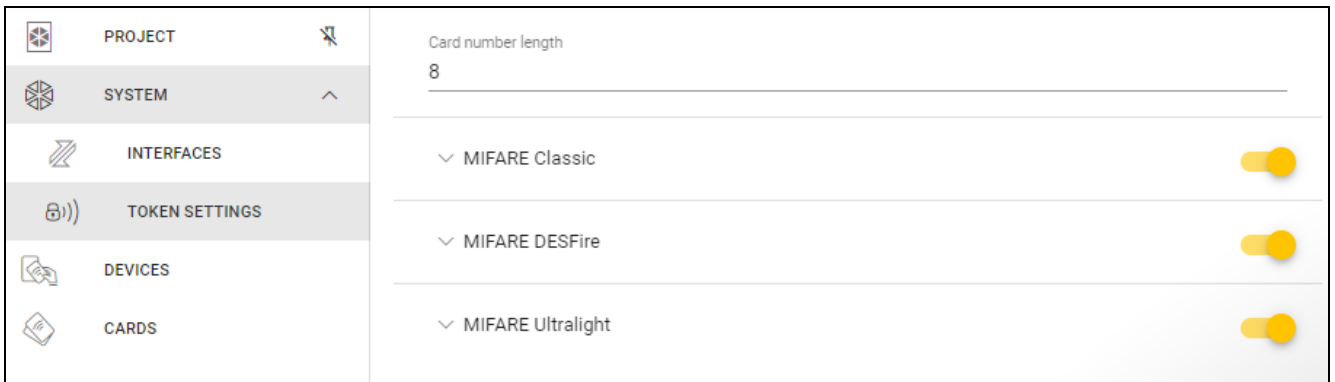 PROJECT
SYSTEM
INTERFACES
TOKEN SETTINGS
DEVICES
CARDS
Card number length
8
MIFARE Classic
MIFARE DESFire
MIFARE Ultralight